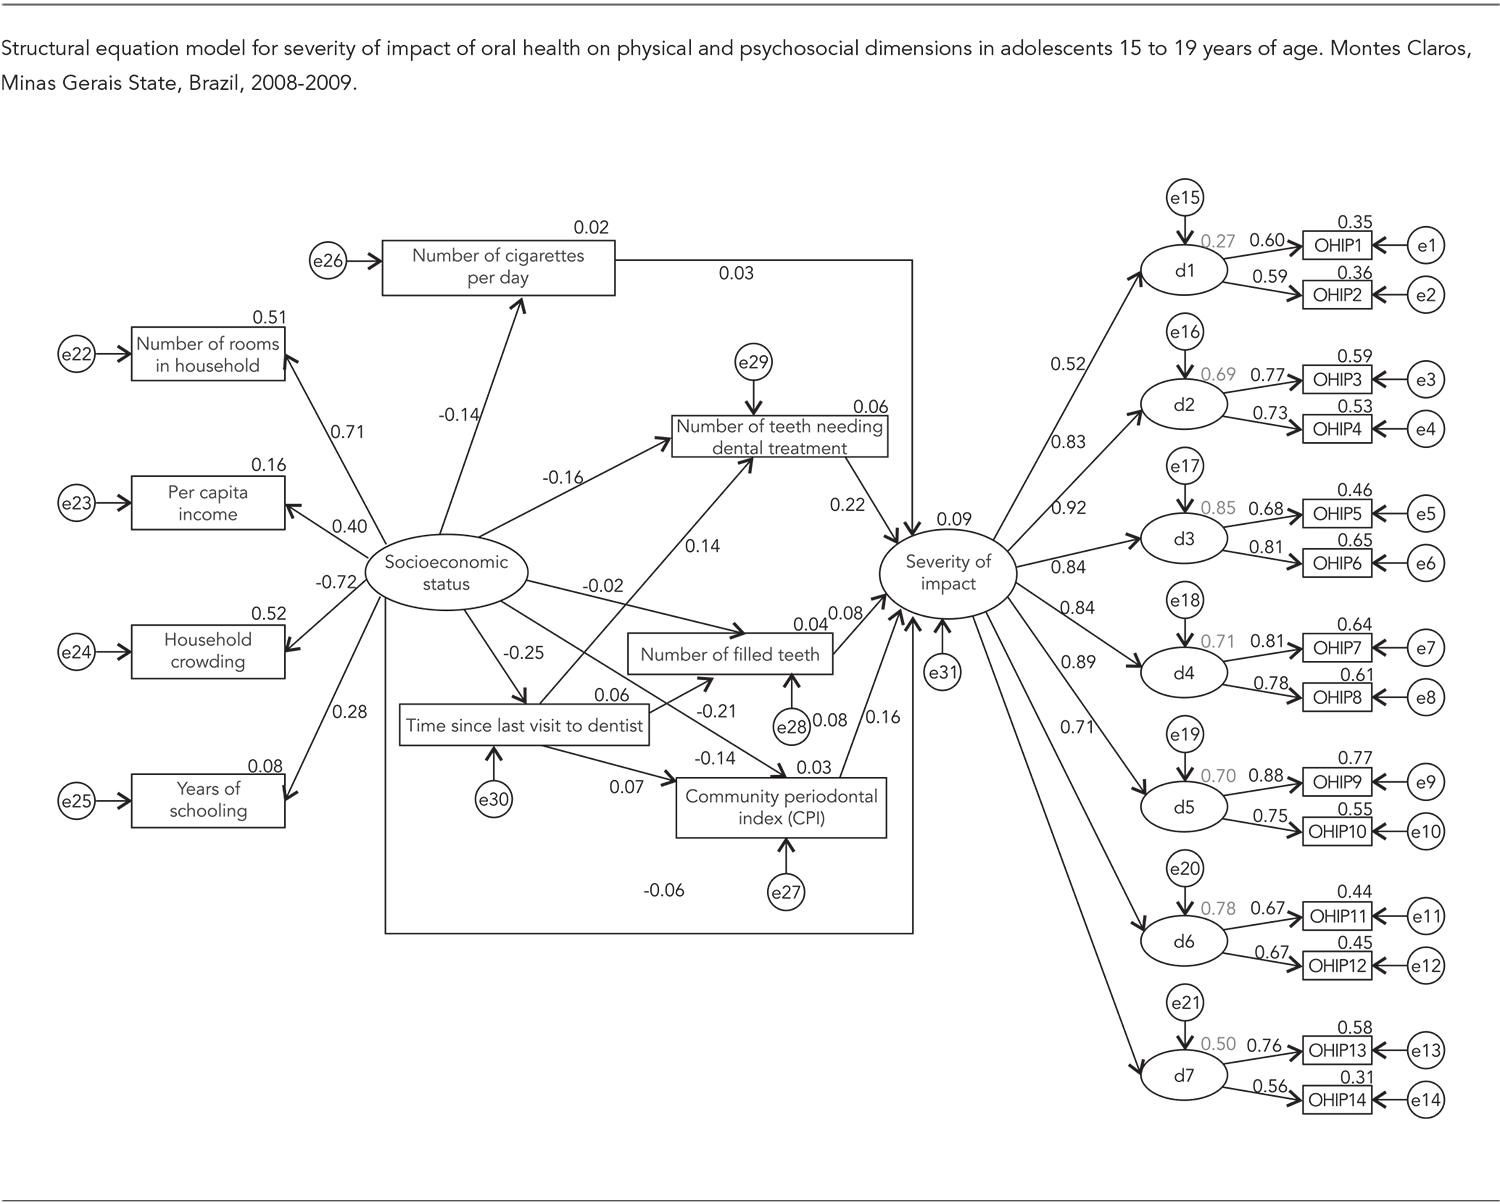 Structural equation model for severity of impact of oral health on physical and psychosocial dimensions in adolescents 15 to 19 years of age. Montes Claros,
Minas Gerais State, Brazil, 2008-2009.
e26
0.02
Number of cigarettes
per day
0.03
e22
0.51
Number of rooms
in household
0.71
e23
0.16
Per capita
income
0.40
e24
0.52
Household
crowding
-0.72
e25
0.08
Years of
schooling
0.28
Socioeconomic
status
-0.14
-0.16
-0.02
-0.25
-0.21
-0.14
-0.06
e29
0.06
Number of teeth needing
dental treatment
0.22
0.14
0.04
Number of filled teeth
0.08
e28
0.08
0.06
Time since last visit to dentist
e30
0.07
0.03
Community periodontal
index (CPI)
0.16
e27
0.09
Severity of
impact
e31
0.52
0.83
0.92
0.84
0.84
0.89
0.71
e15
d1
0.27
0.60
0.35
OHIP1
e1
0.59
0.36
OHIP2
e2
e16
d2
0.69
0.77
0.59
OHIP3
e3
0.73
0.53
OHIP4
e4
e17
d3
0.85
0.68
0.46
OHIP5
e5
0.81
0.65
OHIP6
e6
e18
d4
0.71
0.81
0.64
OHIP7
e7
0.78
0.61
OHIP8
e8
e19
d5
0.70
0.88
0.77
OHIP9
e9
0.75
0.55
OHIP10
e10
e20
d6
0.78
0.67
0.44
OHIP11
e11
0.67
0.45
OHIP12
e12
e21
d7
0.50
0.76
0.58
OHIP13
e13
0.56
0.31
OHIP14
e14